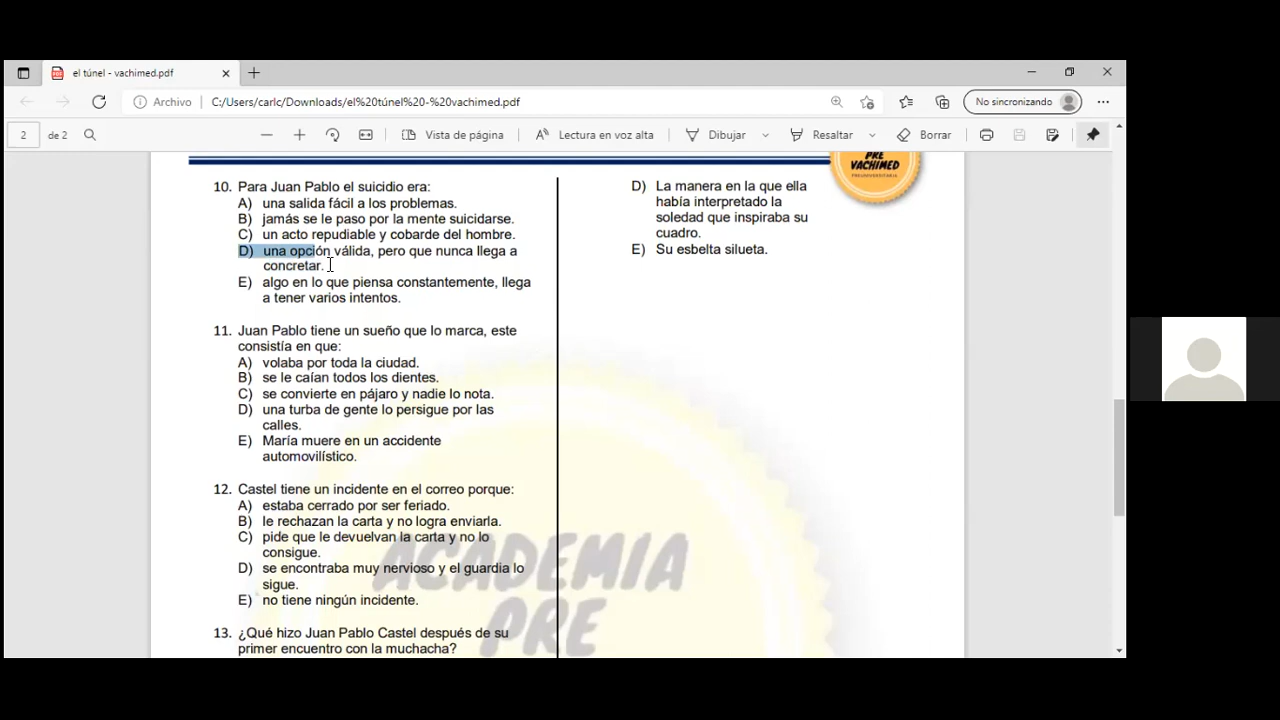 el túnel - vachimed.pdf
Archivo
C:/Users/carlc/Downloads/el%20túnel%20-%20vachimed.pdf
No sincronizando
2
de 2
Vista de página
Lectura en voz alta
Dibujar
Resaltar
Borrar
PRE
VACHIMED
PREUNIVERSITARIA
10. Para Juan Pablo el suicidio era:
A) una salida fácil a los problemas.
B) jamás se le paso por la mente suicidarse.
C) un acto repudiable y cobarde del hombre.
D) una opción válida, pero que nunca llega a
concretar.
E) algo en lo que piensa constantemente, llega
a tener varios intentos.
11. Juan Pablo tiene un sueño que lo marca, este
consistía en que:
A) volaba por toda la ciudad.
B) se le caían todos los dientes.
C) se convierte en pájaro y nadie lo nota.
D) una turba de gente lo persigue por las
calles.
E) María muere en un accidente
automovilístico.
12. Castel tiene un incidente en el correo porque:
A) estaba cerrado por ser feriado.
B) le rechazan la carta y no logra enviarla.
C) pide que le devuelvan la carta y no lo
consigue.
D) se encontraba muy nervioso y el guardia lo
sigue.
E) no tiene ningún incidente.
13. ¿Qué hizo Juan Pablo Castel después de su
primer encuentro con la muchacha?
D) La manera en la que ella
había interpretado la
soledad que inspiraba su
cuadro.
E) Su esbelta silueta.
ACADEMIA
PRE